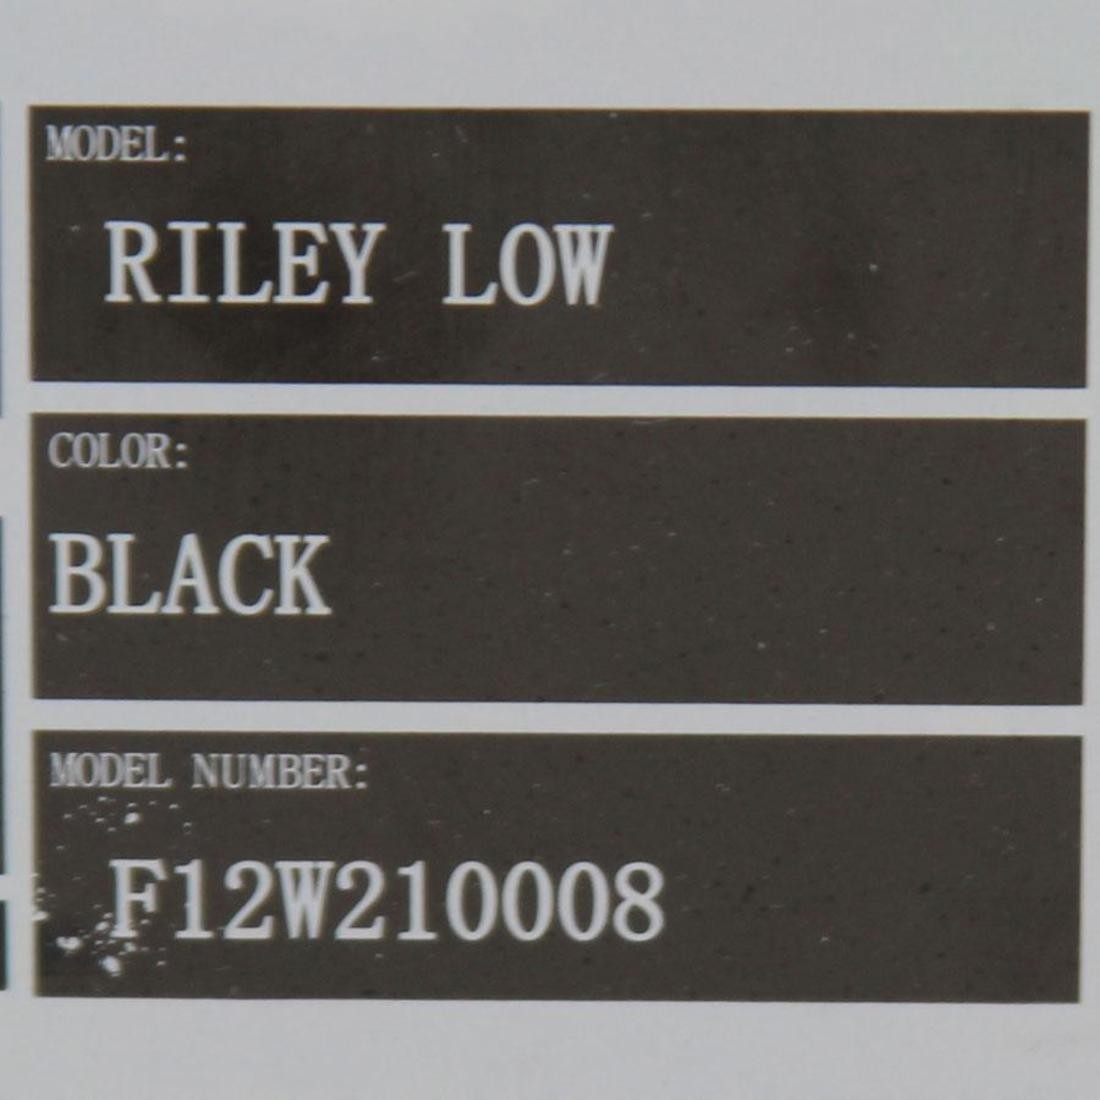 MODEL:
RILEY LOW
COLOR:
BLACK
MODEL NUMBER:
F12W210008